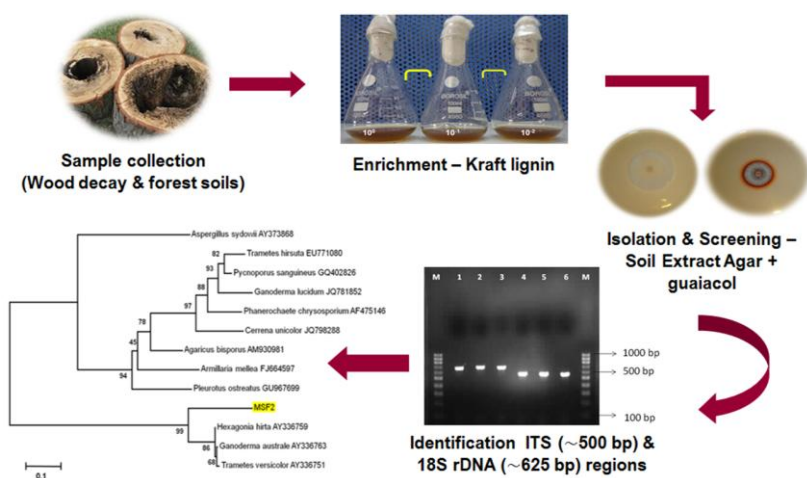 Sample collection
(Wood decay & forest soils)
10⁰ 10⁻¹ 10⁻²
Enrichment – Kraft lignin
Isolation & Screening –
Soil Extract Agar +
guaiacol
M 1 2 3 4 5 6 M
1000 bp
500 bp
100 bp
Identification ITS (~500 bp) &
18S rDNA (~625 bp) regions
Aspergillus sydowii AY373868
82
Trametes hirsuta EU771080
93
Pycnoporus sanguineus GQ402826
88
Ganoderma lucidum JQ781852
97
Phanerochaete chrysosporium AF475146
Cerrena unicolor JQ798288
78
Agaricus bisporus AM930981
45
Armillaria mellea FJ664597
94
Pleurotus ostreatus GU967699
MSF2
99
Hexagonia hirta AY336759
86
Ganoderma australe AY336763
68
Trametes versicolor AY336751
0.1